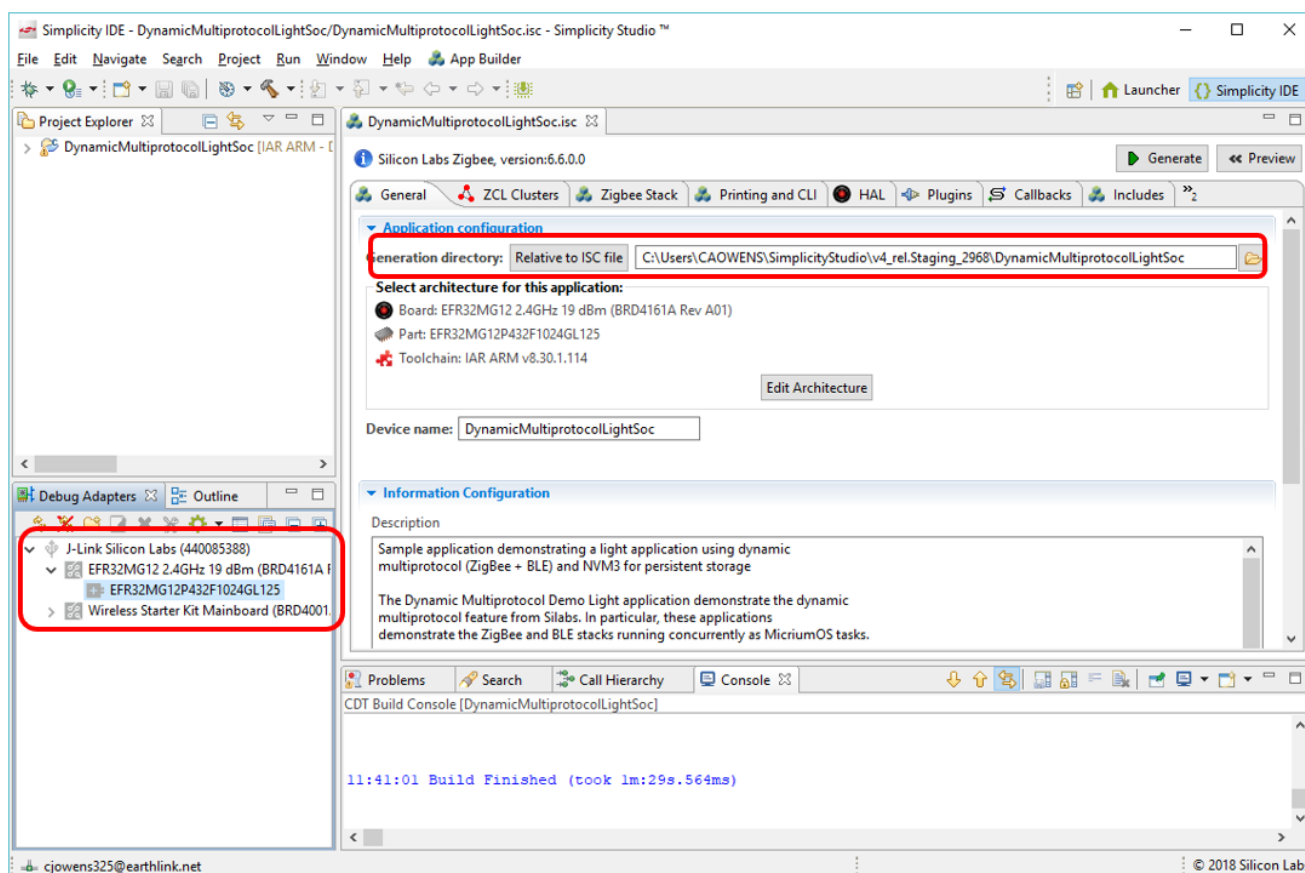 Simplicity IDE - DynamicMultiprotocolLightSoc/DynamicMultiprotocolLightSoc.isc - Simplicity Studio ™
File Edit Navigate Search Project Run Window Help App Builder
Launcher Simplicity IDE
Project Explorer
DynamicMultiprotocolLightSoc [IAR ARM - D
DynamicMultiprotocolLightSoc.isc
Silicon Labs Zigbee, version:6.6.0.0 Generate Preview
General ZCL Clusters Zigbee Stack Printing and CLI HAL Plugins Callbacks Includes »2
Application configuration
Generation directory: Relative to ISC file C:\Users\CAOWENS\SimplicityStudio\v4_rel.Staging_2968\DynamicMultiprotocolLightSoc
Select architecture for this application:
Board: EFR32MG12 2.4GHz 19 dBm (BRD4161A Rev A01)
Part: EFR32MG12P432F1024GL125
Toolchain: IAR ARM v8.30.1.114
Edit Architecture
Device name: DynamicMultiprotocolLightSoc
Debug Adapters Outline
J-Link Silicon Labs (440085388)
EFR32MG12 2.4GHz 19 dBm (BRD4161A R
EFR32MG12P432F1024GL125
Wireless Starter Kit Mainboard (BRD4001
Information Configuration
Description
Sample application demonstrating a light application using dynamic
multiprotocol (ZigBee + BLE) and NVM3 for persistent storage
The Dynamic Multiprotocol Demo Light application demonstrate the dynamic
multiprotocol feature from Silabs. In particular, these applications
demonstrate the ZigBee and BLE stacks running concurrently as MicriumOS tasks.
Problems Search Call Hierarchy Console
CDT Build Console [DynamicMultiprotocolLightSoc]
11:41:01 Build Finished (took 1m:29s.564ms)
cjowens325@earthlink.net
© 2018 Silicon Lab